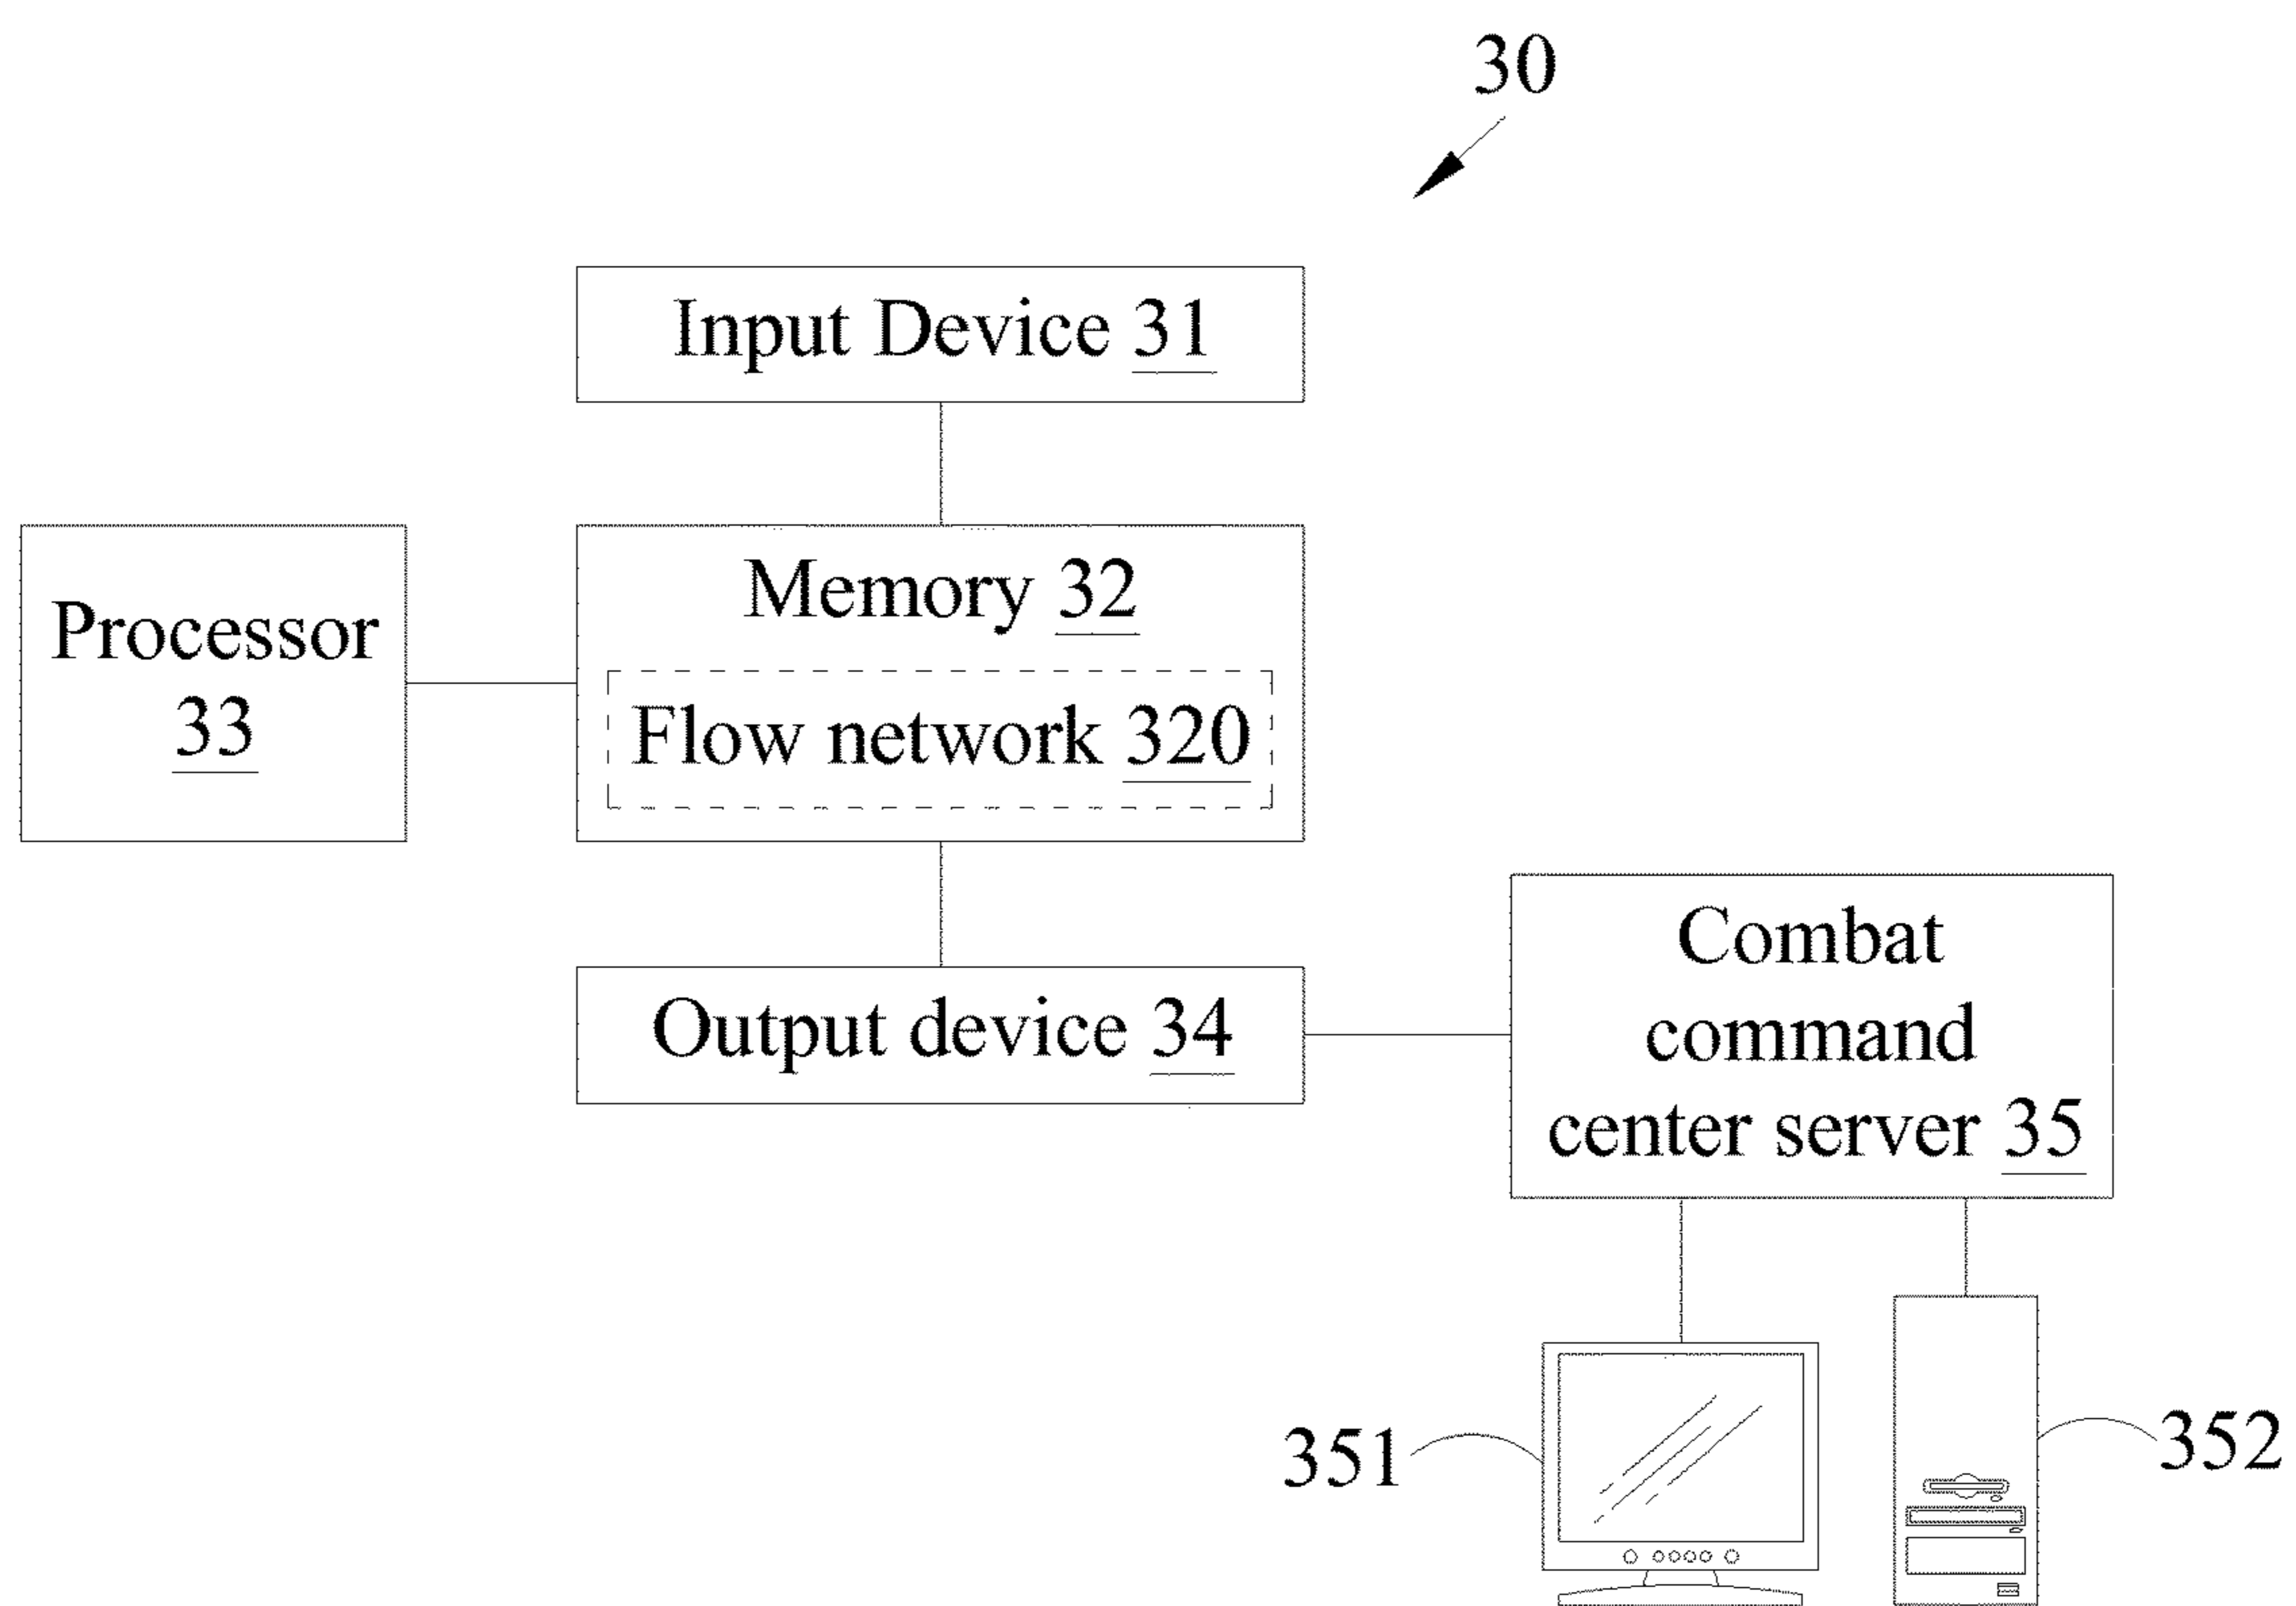 30
Input Device 31
Memory 32
Processor
33
Flow network 320
Output device 34
Combat
command
center server 35
351
352